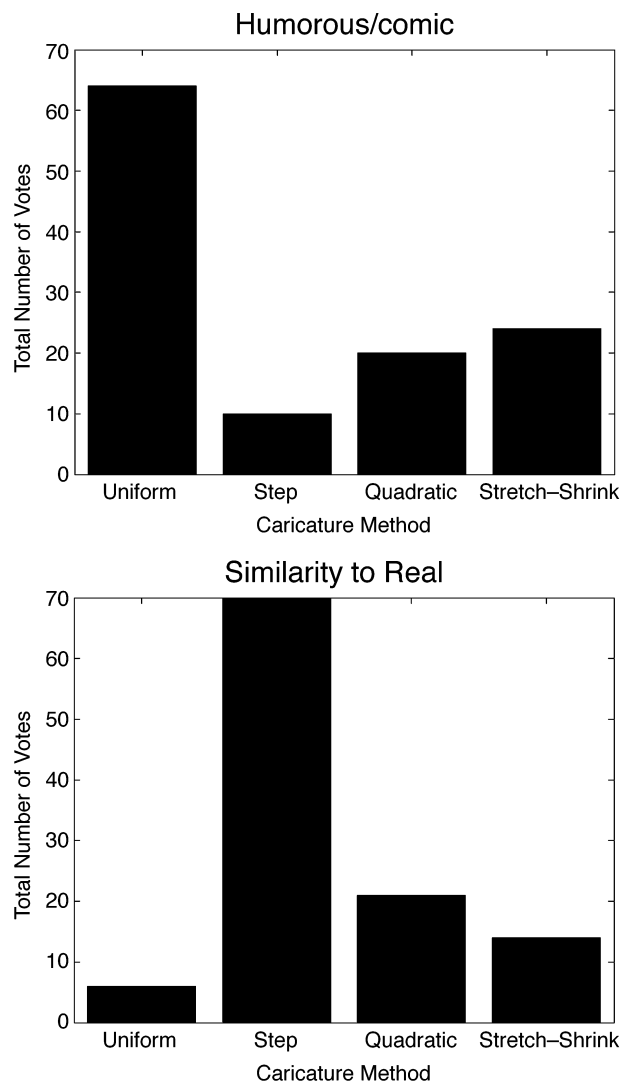 Humorous/comic
70
60
50
40
30
20
10
0
Total Number of Votes
Uniform Step Quadratic Stretch–Shrink
Caricature Method
Similarity to Real
70
60
50
40
30
20
10
0
Total Number of Votes
Uniform Step Quadratic Stretch–Shrink
Caricature Method